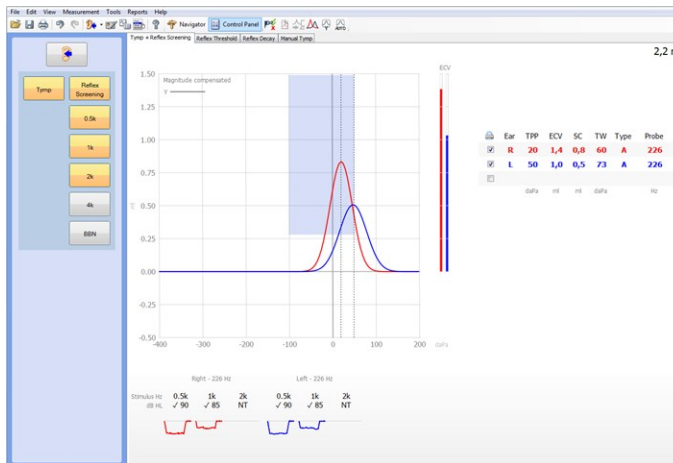 File Edit View Measurement Tools Reports Help
Navigator Control Panel
Tymp + Reflex Screening Reflex Threshold Reflex Decay Manual Tymp
2,2
Tymp
Reflex Screening
0.5k
1k
2k
4k
BBN
Magnitude compensated
Y
1.50
1.25
1.00
0.75
0.50
0.25
0.00
-0.25
-0.50
-400 -300 -200 -100 0 100 200
daPa
ml
ECV
Ear TPP ECV SC TW Type Probe
R 20 1,4 0,8 60 A 226
L 50 1,0 0,5 73 A 226
daPa ml ml daPa Hz
Right - 226 Hz Left - 226 Hz
Stimulus Hz 0.5k 1k 2k 0.5k 1k 2k
dB HL ✓ 90 ✓ 85 NT ✓ 90 ✓ 85 NT